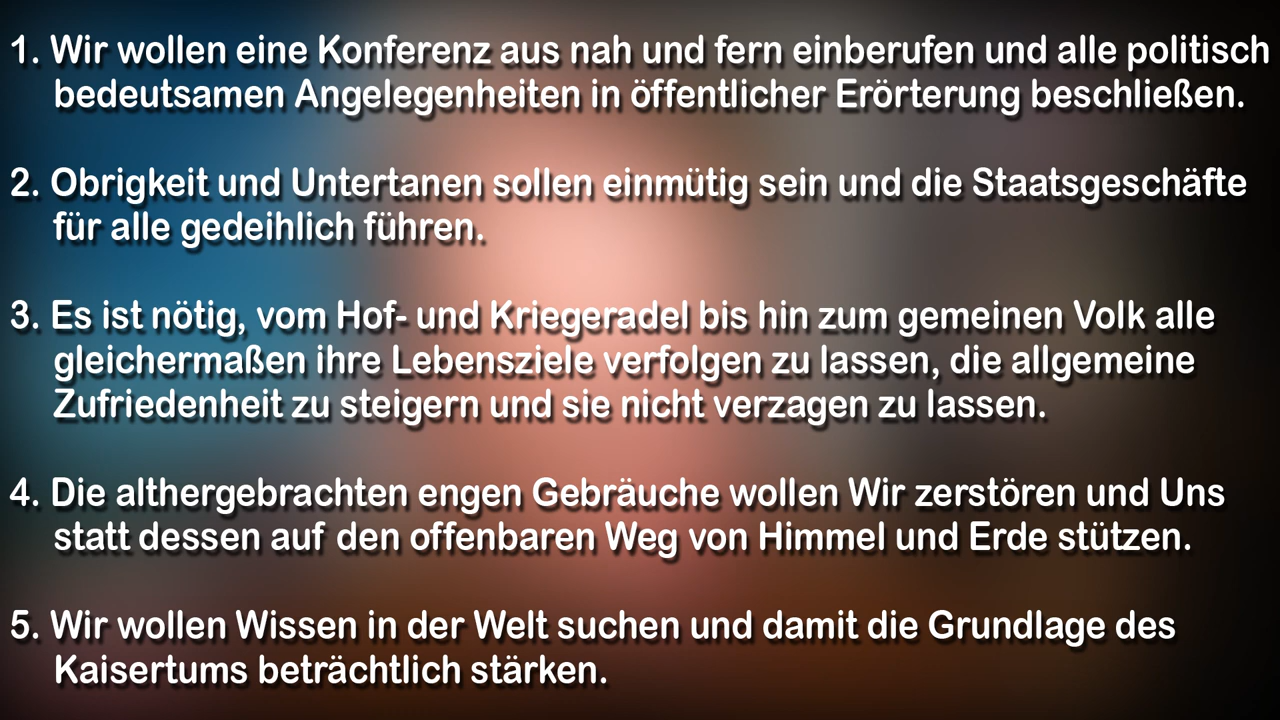 1. Wir wollen eine Konferenz aus nah und fern einberufen und alle politisch
bedeutsamen Angelegenheiten in öffentlicher Erörterung beschließen.
2. Obrigkeit und Untertanen sollen einmütig sein und die Staatsgeschäfte
für alle gedeihlich führen.
3. Es ist nötig, vom Hof- und Kriegeradel bis hin zum gemeinen Volk alle
gleichermaßen ihre Lebensziele verfolgen zu lassen, die allgemeine
Zufriedenheit zu steigern und sie nicht verzagen zu lassen.
4. Die althergebrachten engen Gebräuche wollen Wir zerstören und Uns
statt dessen auf den offenbaren Weg von Himmel und Erde stützen.
5. Wir wollen Wissen in der Welt suchen und damit die Grundlage des
Kaisertums beträchtlich stärken.